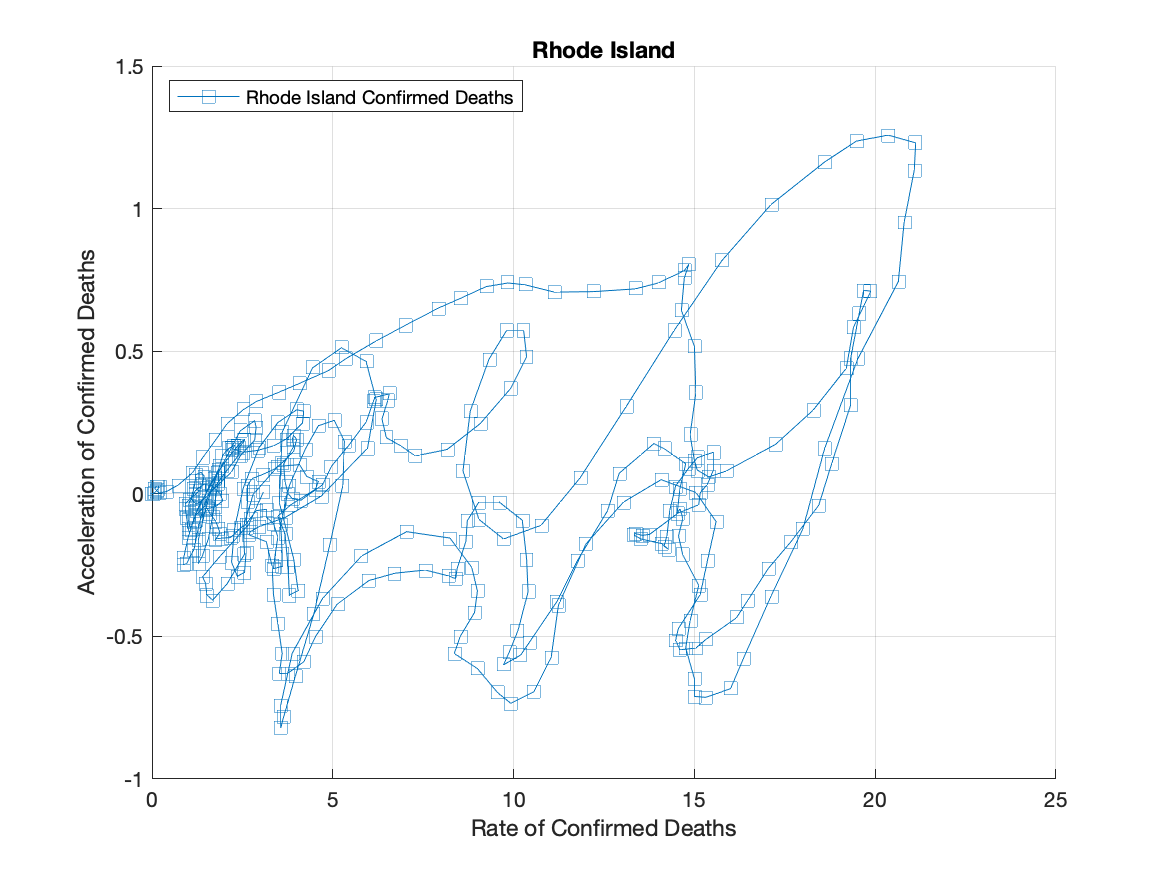 Rhode Island
Rhode Island Confirmed Deaths
1.5
1
0.5
0
-0.5
-1
Acceleration of Confirmed Deaths
0 5 10 15 20 25
Rate of Confirmed Deaths